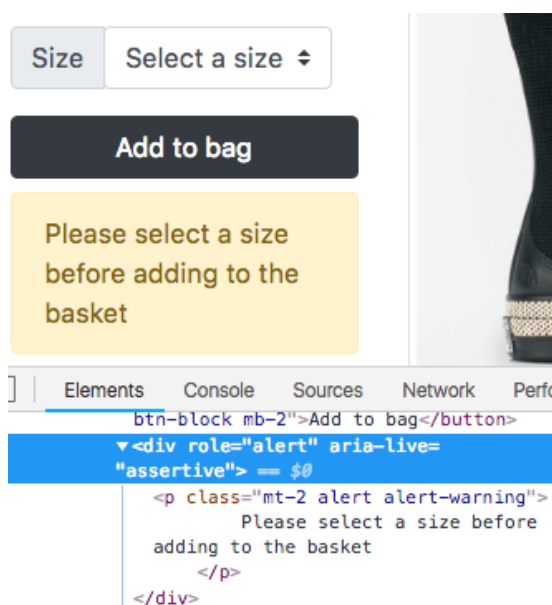 Size Select a size
Add to bag
Please select a size
before adding to the
basket
Elements Console Sources Network Perfo
btn-block mb-2">Add to bag</button>
▼<div role="alert" aria-live=
"assertive"> == $0
<p class="mt-2 alert alert-warning">
Please select a size before
adding to the basket
</p>
</div>